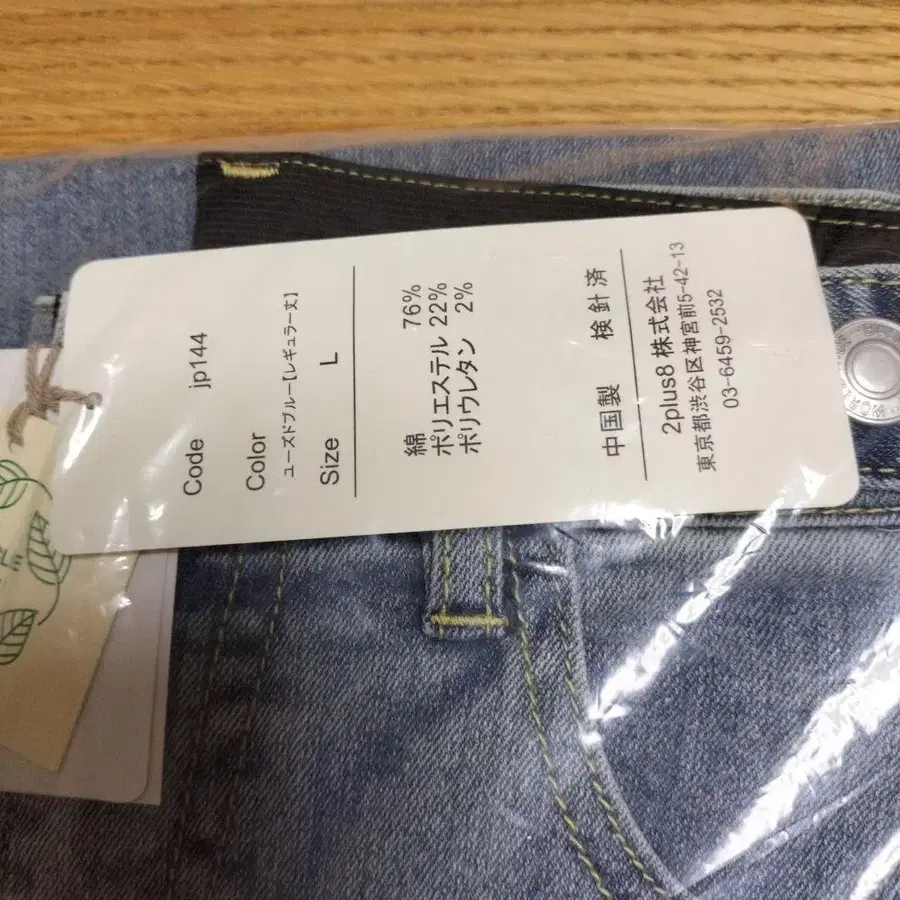 Code jp144
Color
ユーズドブルー【レギュラー丈】
Size L
綿 76%
ポリエステル 22%
ポリウレタン 2%
中国製 検針済
2plus8 株式会社
東京都渋谷区神宮前5-42-13
03-6459-2532